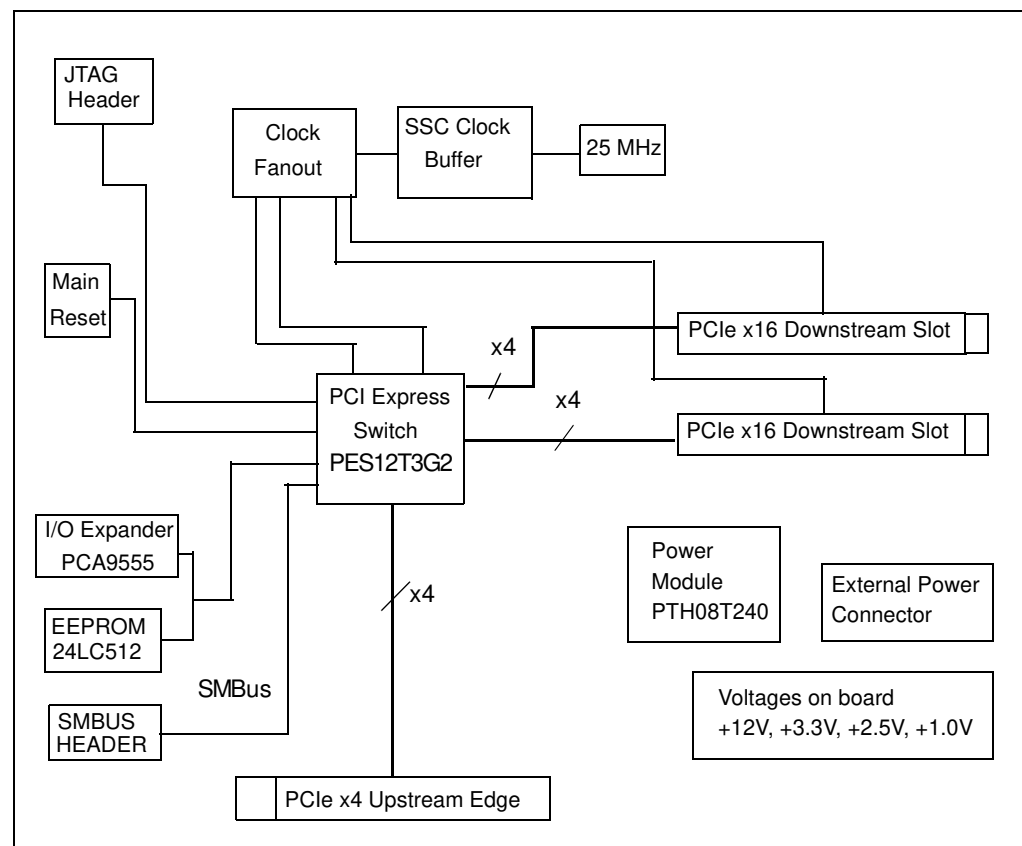 JTAG
Header
Clock
Fanout
SSC Clock
Buffer
25 MHz
Main
Reset
PCIe x16 Downstream Slot
x4
PCI Express
Switch
PES12T3G2
x4
PCIe x16 Downstream Slot
I/O Expander
PCA9555
Power
Module
PTH08T240
External Power
Connector
x4
EEPROM
24LC512
SMBus
Voltages on board
+12V, +3.3V, +2.5V, +1.0V
SMBUS
HEADER
PCIe x4 Upstream Edge